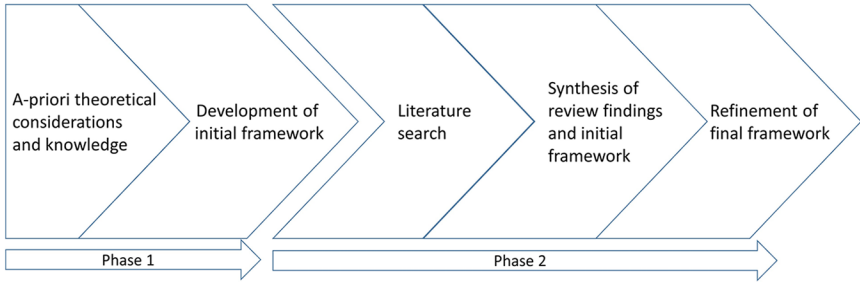 A-priori theoretical
considerations
and knowledge
Development of
initial framework
Literature
search
Synthesis of
review findings
and initial
framework
Refinement of
final framework
Phase 1
Phase 2